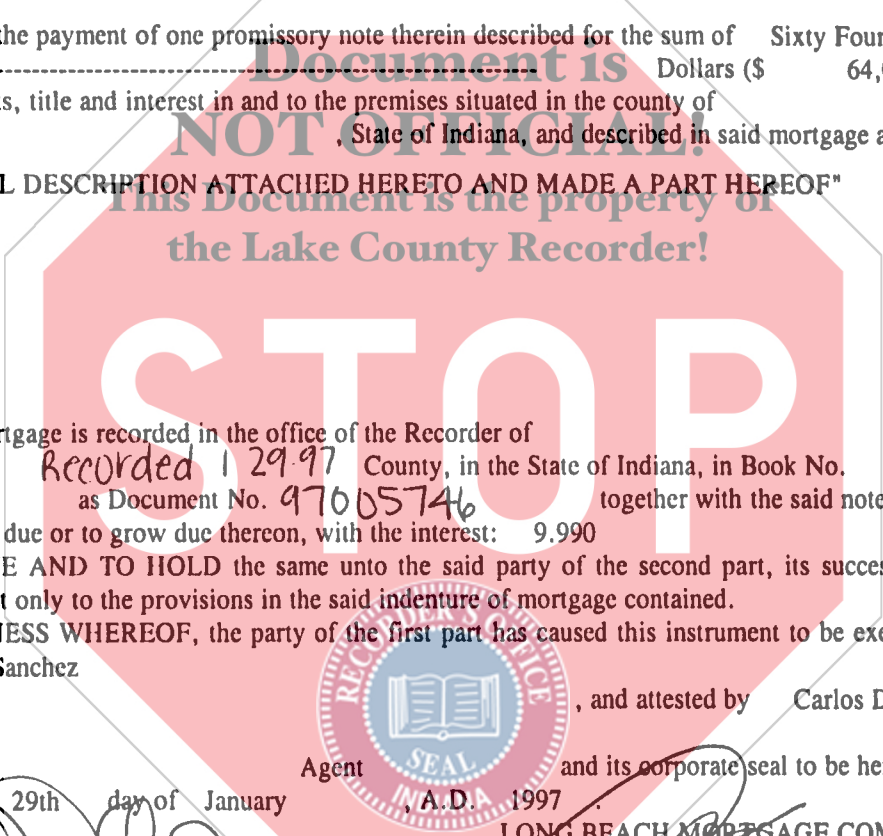 the payment of one promissory note therein described for the sum of Sixty Four
Document is
Dollars ($ 64,
title and interest in and to the premises situated in the county of
NOT OFFICIAL!
, State of Indiana, and described in said mortgage
DESCRIPTION ATTACHED HERETO AND MADE A PART HEREOF"
This Document is the property of
the Lake County Recorder!
STOP
is recorded in the office of the Recorder of
Recorded 1 29.97 County, in the State of Indiana, in Book No.
as Document No. 97005746 together with the said note
due or to grow due thereon, with the interest: 9.990
AND TO HOLD the same unto the said party of the second part, its
only to the provisions in the said indenture of mortgage contained.
WHEREOF, the party of the first part has caused this instrument to be
Sanchez
RECORDER'S OFFICE
, and attested by Carlos D
SEAL
Agent and its corporate seal to be
INDIANA
29th day of January , A.D. 1997 .
LONG BEACH MORTGAGE